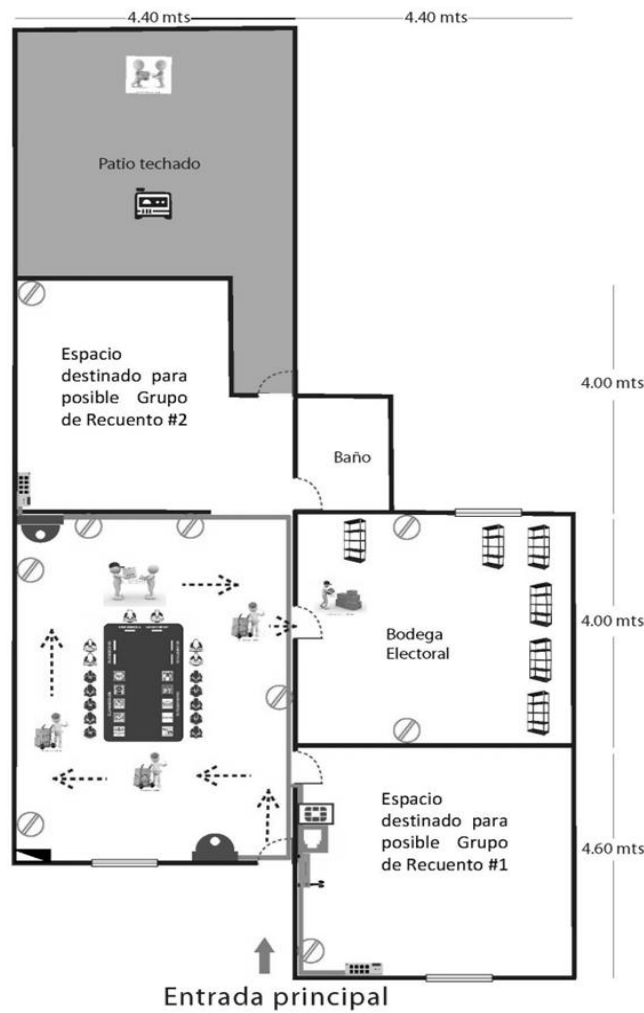 4.40 mts
4.40 mts
Patio techado
Espacio
destinado para
posible Grupo
de Recuento #2
4.00 mts
Baño
Bodega
Electoral
4.00 mts
Espacio
destinado para
posible Grupo
de Recuento #1
4.60 mts
Entrada principal